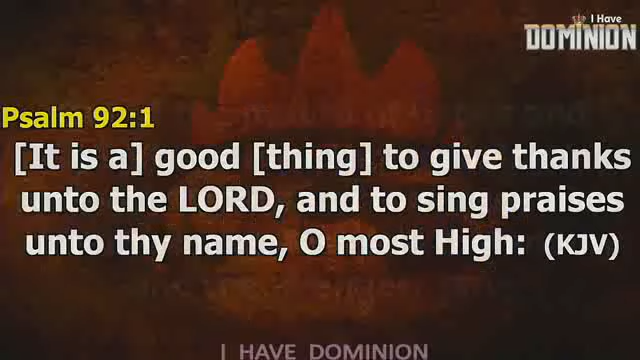 I Have
DOMINION
Psalm 92:1
[It is a] good [thing] to give thanks
unto the LORD, and to sing praises
unto thy name, O most High: (KJV)
I HAVE DOMINION